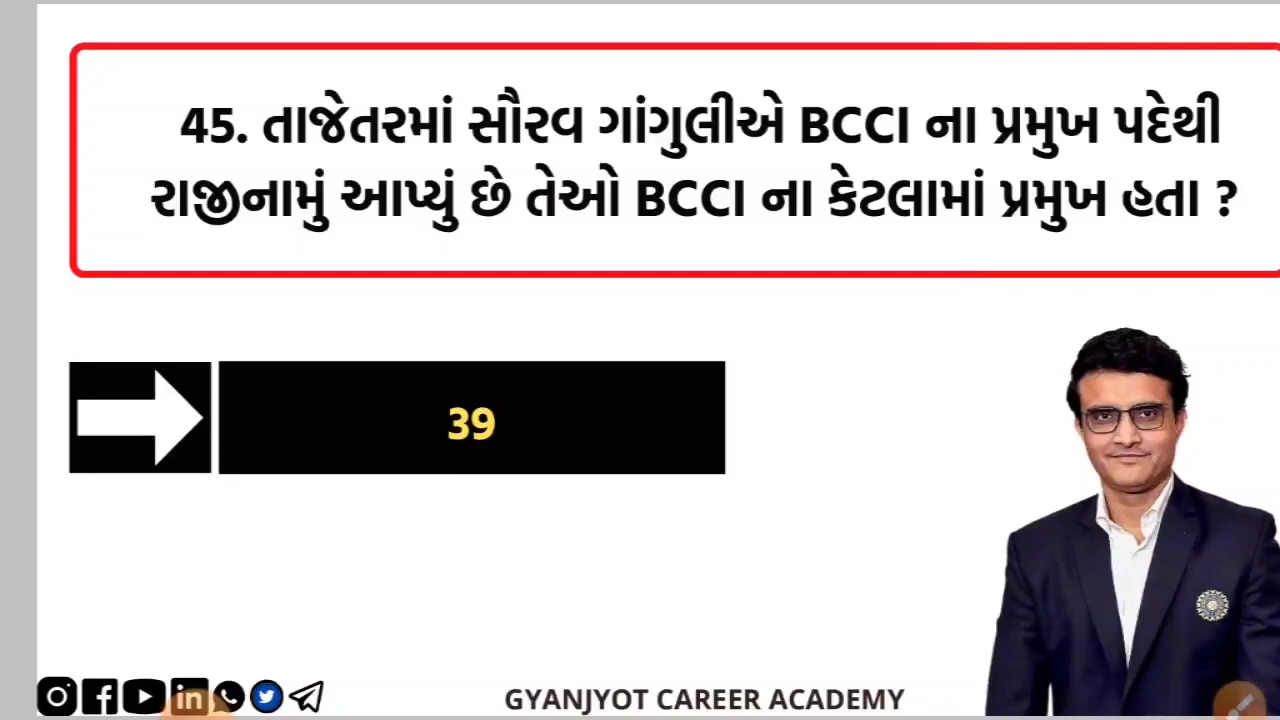 45. તાજેતરમાં સૌરવ ગાંગુલીએ BCCI ના પ્રમુખ પદેથી
રાજીનામું આપ્યું છે તેઓ BCCI ના કેટલામાં પ્રમુખ હતા ?
39
GYANJYOT CAREER ACADEMY